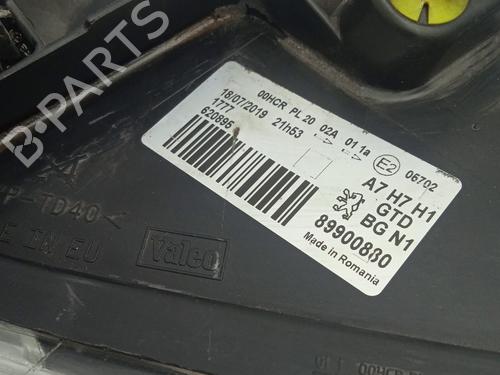 00HCR PL 20 02A 01 1a
18/07/2019 21h53
1777
620895
E2
06702
A7 H7 H1
GTD
BG N1
89900880
Made in Romania
P-TD40<
E IN EU
Valeo
B-PARTS